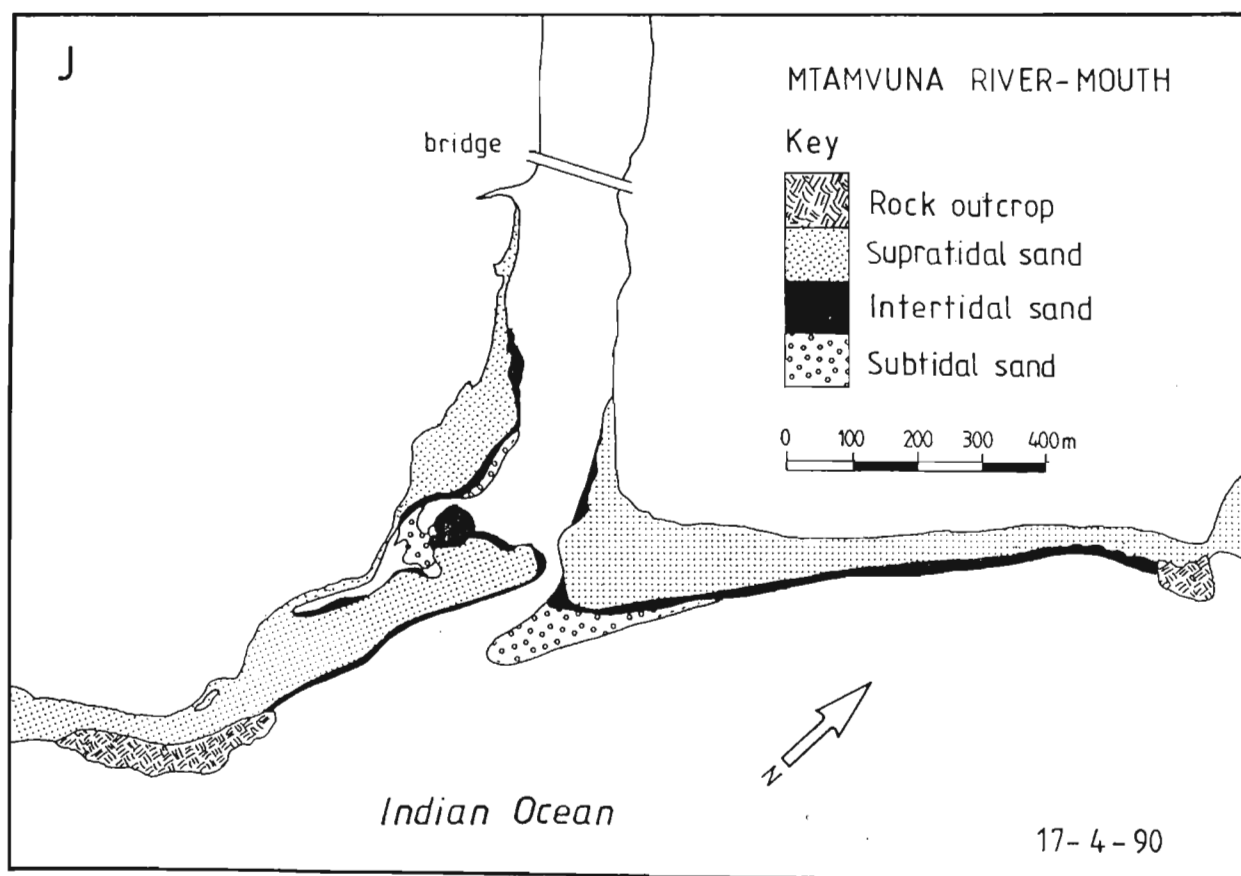 J
MTAMVUNA RIVER-MOUTH
bridge
Key
Rock outcrop
Supratidal sand
Intertidal sand
Subtidal sand
0 100 200 300 400m
N
Indian Ocean
17-4-90